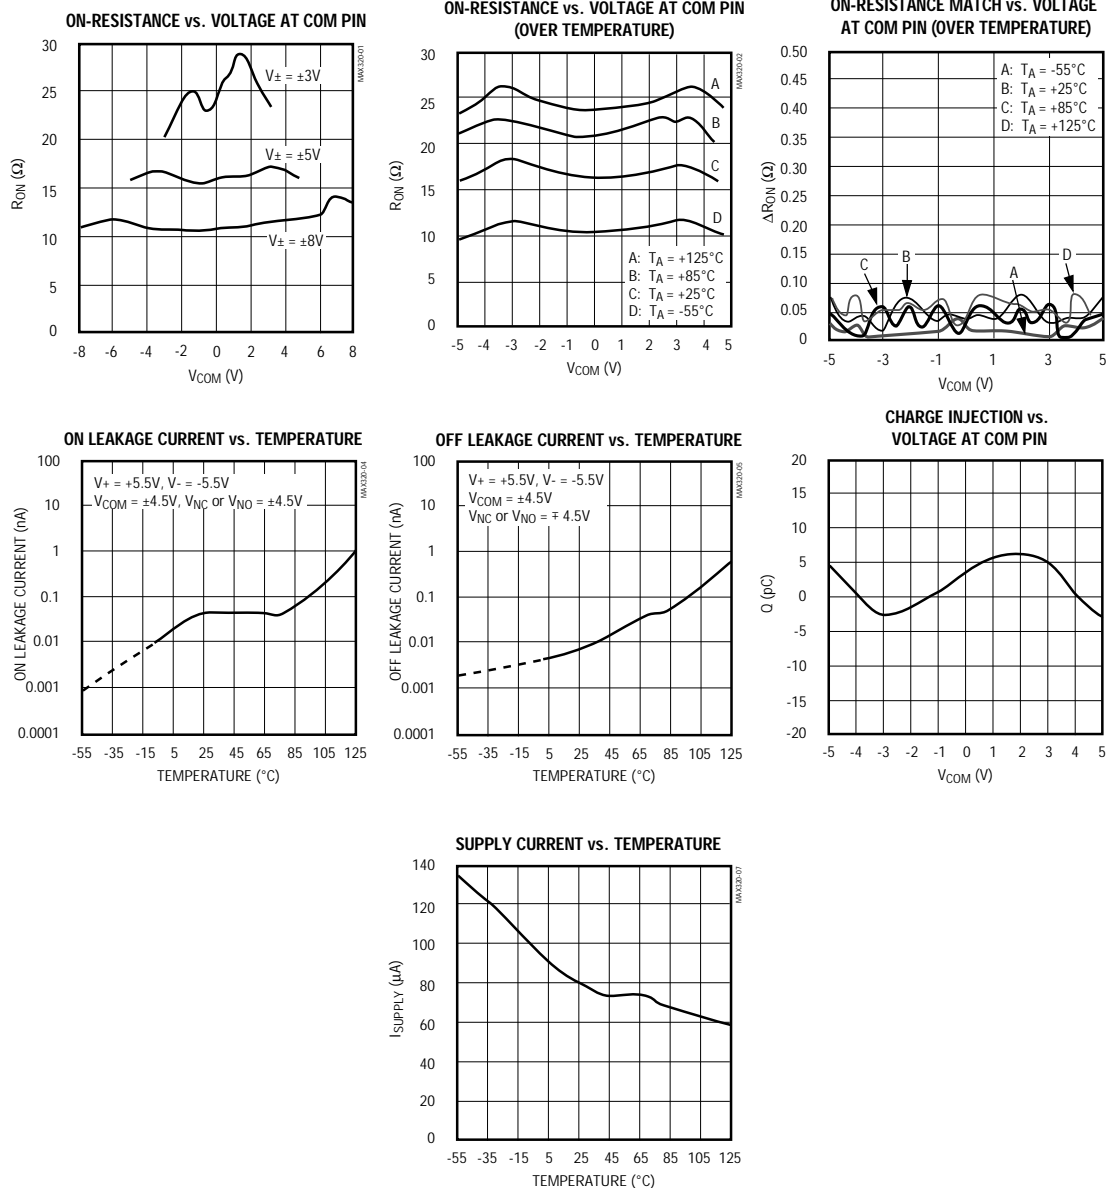 ON-RESISTANCE vs. VOLTAGE AT COM PIN
30
25
20
15
10
5
0
RON (Ω)
V± = ±3V
V± = ±5V
V± = ±8V
MAX320-01
-8 -6 -4 -2 0 2 4 6 8
VCOM (V)
ON-RESISTANCE vs. VOLTAGE AT COM PIN
(OVER TEMPERATURE)
30
25
20
15
10
5
0
RON (Ω)
A
B
C
D
A: TA = +125°C
B: TA = +85°C
C: TA = +25°C
D: TA = -55°C
MAX320-02
-5 -4 -3 -2 -1 0 1 2 3 4 5
VCOM (V)
ON-RESISTANCE MATCH vs. VOLTAGE
AT COM PIN (OVER TEMPERATURE)
0.50
0.45
0.40
0.35
0.30
0.25
0.20
0.15
0.10
0.05
0
ΔRON (Ω)
A: TA = -55°C
B: TA = +25°C
C: TA = +85°C
D: TA = +125°C
C
B
A
D
-5 -3 -1 1 3 5
VCOM (V)
ON LEAKAGE CURRENT vs. TEMPERATURE
100
10
1
0.1
0.01
0.001
0.0001
ON LEAKAGE CURRENT (nA)
V+ = +5.5V, V- = -5.5V
VCOM = ±4.5V, VNC or VNO = ±4.5V
MAX320-04
-55 -35 -15 5 25 45 65 85 105 125
TEMPERATURE (°C)
OFF LEAKAGE CURRENT vs. TEMPERATURE
100
10
1
0.1
0.01
0.001
0.0001
OFF LEAKAGE CURRENT (nA)
V+ = +5.5V, V- = -5.5V
VCOM = ±4.5V
VNC or VNO = ∓ 4.5V
MAX320-05
-55 -35 -15 5 25 45 65 85 105 125
TEMPERATURE (°C)
CHARGE INJECTION vs.
VOLTAGE AT COM PIN
20
15
10
5
0
-5
-10
-15
-20
Q (pC)
-5 -4 -3 -2 -1 0 1 2 3 4 5
VCOM (V)
SUPPLY CURRENT vs. TEMPERATURE
140
120
100
80
60
40
20
0
ISUPPLY (µA)
MAX320-07
-55 -35 -15 5 25 45 65 85 105 125
TEMPERATURE (°C)